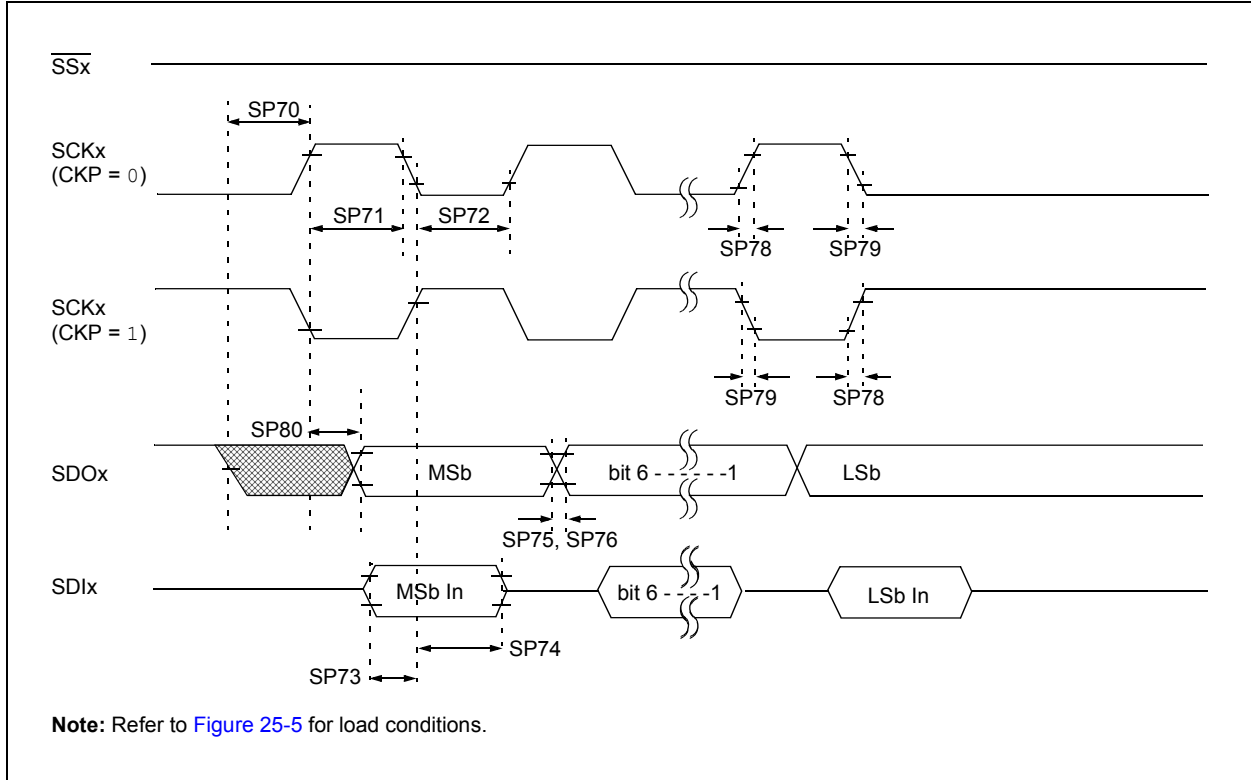 SSx
SP70
SCKx
(CKP = 0)
SP71
SP72
SP78
SP79
SCKx
(CKP = 1)
SP79
SP78
SP80
SDOx
MSb
bit 6 - - - - - -1
LSb
SP75, SP76
SDIx
MSb In
bit 6 - - - -1
LSb In
SP74
SP73
Note: Refer to Figure 25-5 for load conditions.